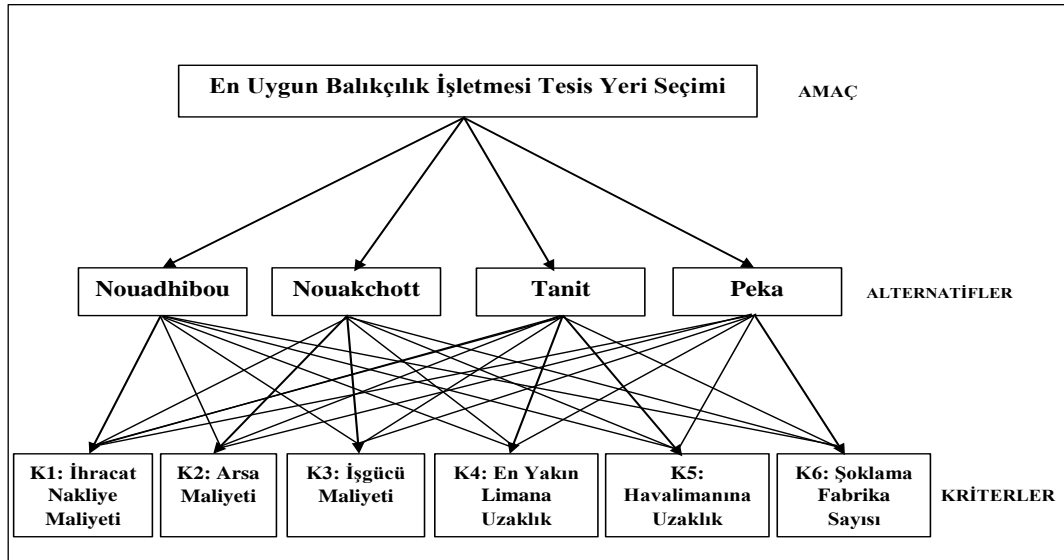 En Uygun Balıkçılık İşletmesi Tesis Yeri Seçimi
AMAÇ
Nouadhibou
Nouakchott
Tanit
Peka
ALTERNATİFLER
K1: İhracat
Nakliye
Maliyeti
K2: Arsa
Maliyeti
K3: İşgücü
Maliyeti
K4: En Yakın
Limana
Uzaklık
K5:
Havalimanına
Uzaklık
K6: Şoklama
Fabrika
Sayısı
KRİTERLER